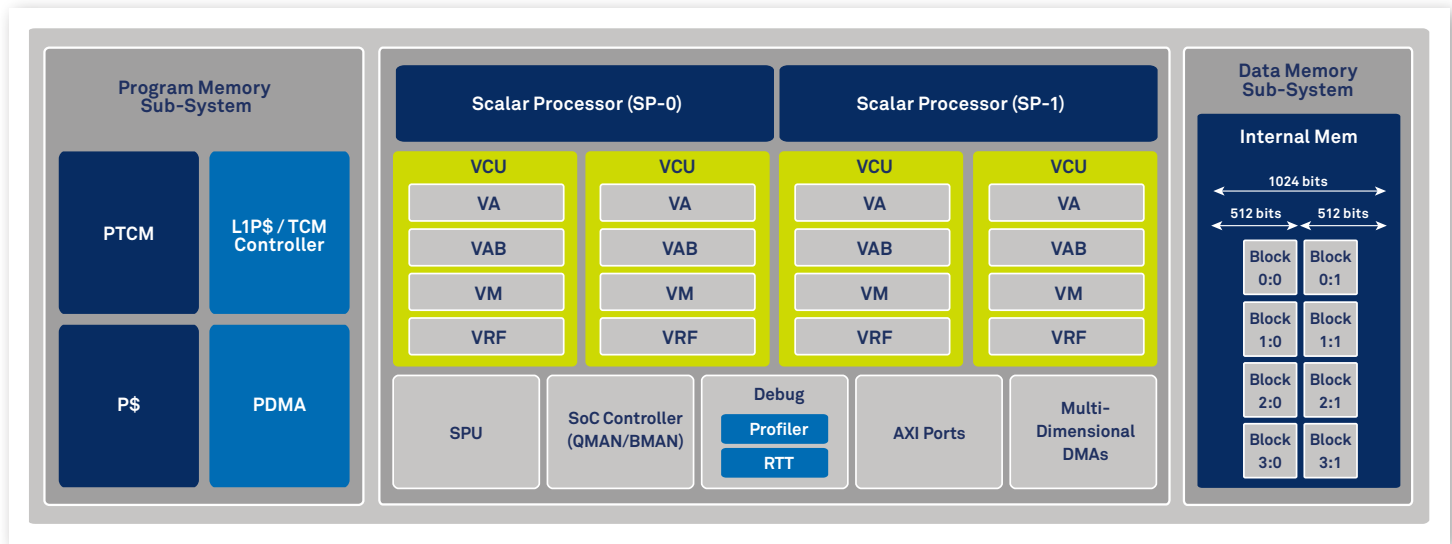 Program Memory
Sub-System
PTCM
L1P$ / TCM
Controller
P$
PDMA
Scalar Processor (SP-0)
Scalar Processor (SP-1)
VCU
VA
VAB
VM
VRF
VCU
VA
VAB
VM
VRF
VCU
VA
VAB
VM
VRF
VCU
VA
VAB
VM
VRF
SPU
SoC Controller
(QMAN/BMAN)
Debug
Profiler
RTT
AXI Ports
Multi-
Dimensional
DMAs
Data Memory
Sub-System
Internal Mem
1024 bits
512 bits
512 bits
Block
0:0
Block
0:1
Block
1:0
Block
1:1
Block
2:0
Block
2:1
Block
3:0
Block
3:1